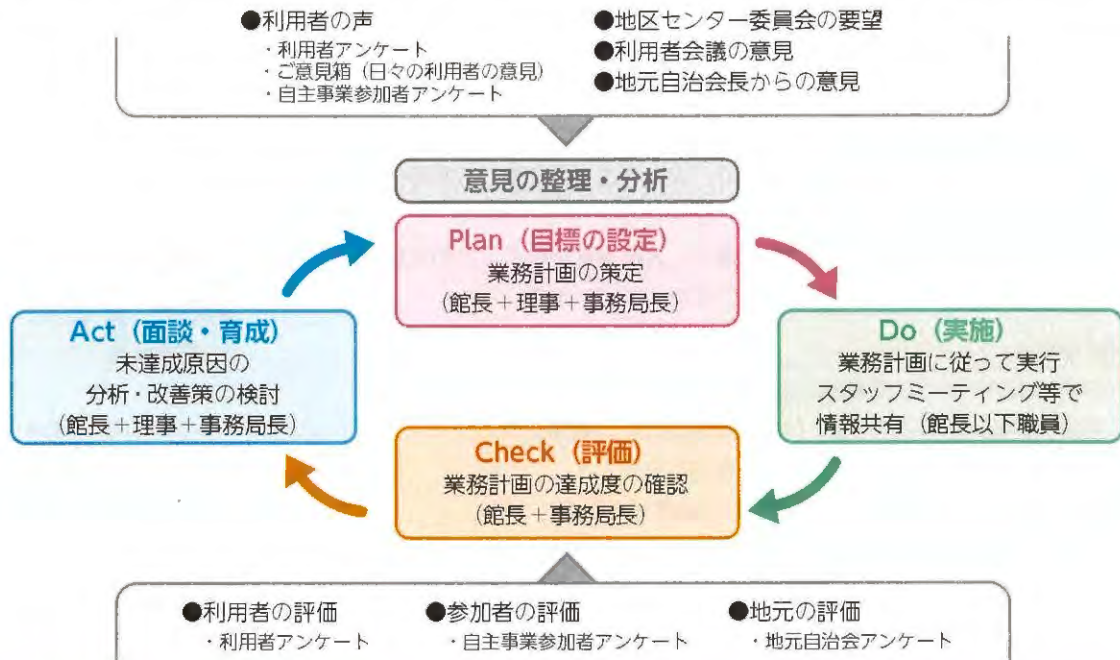 ●利用者の声
・利用者アンケート
・ご意見箱（日々の利用者の意見）
・自主事業参加者アンケート
●地区センター委員会の要望
●利用者会議の意見
●地元自治会長からの意見
意見の整理・分析
Plan（目標の設定）
業務計画の策定
（館長＋理事＋事務局長）
Act（面談・育成）
未達成原因の
分析・改善策の検討
（館長＋理事＋事務局長）
Do（実施）
業務計画に従って実行
スタッフミーティング等で
情報共有（館長以下職員）
Check（評価）
業務計画の達成度の確認
（館長＋事務局長）
●利用者の評価
・利用者アンケート
●参加者の評価
・自主事業参加者アンケート
●地元の評価
・地元自治会アンケート